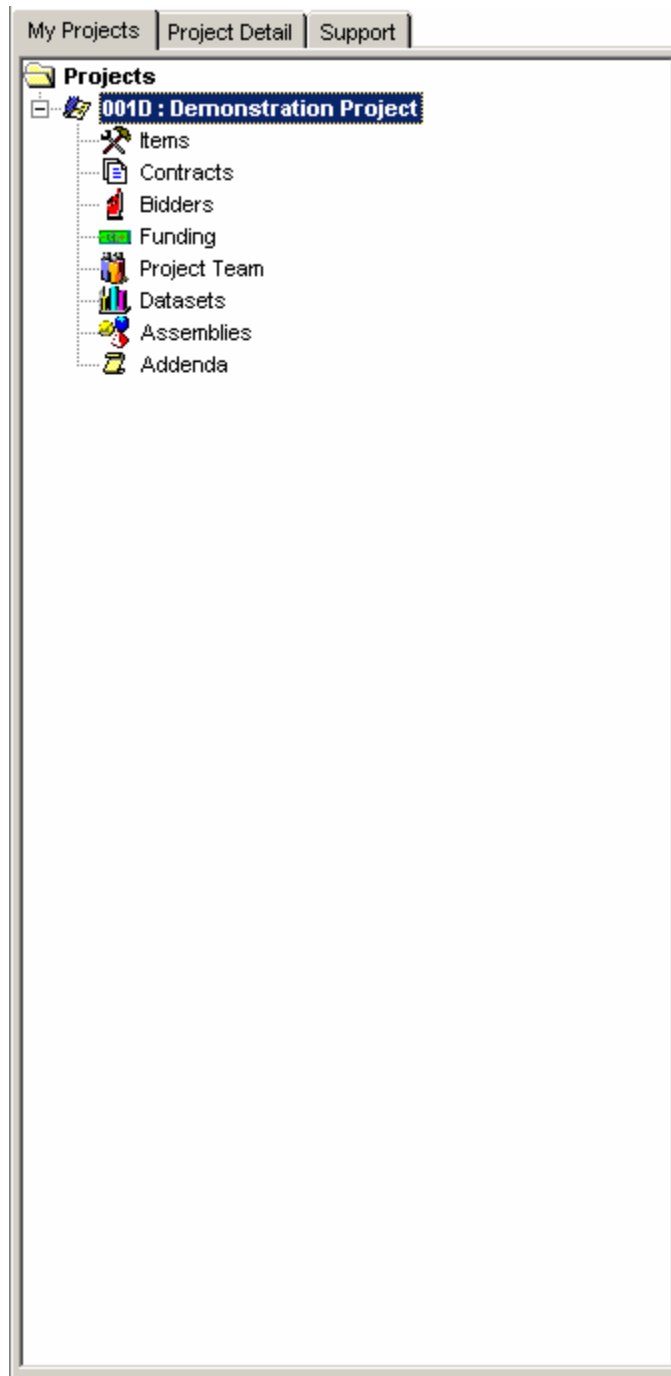 My Projects Project Detail Support
Projects
001D : Demonstration Project
Items
Contracts
Bidders
Funding
Project Team
Datasets
Assemblies
Addenda